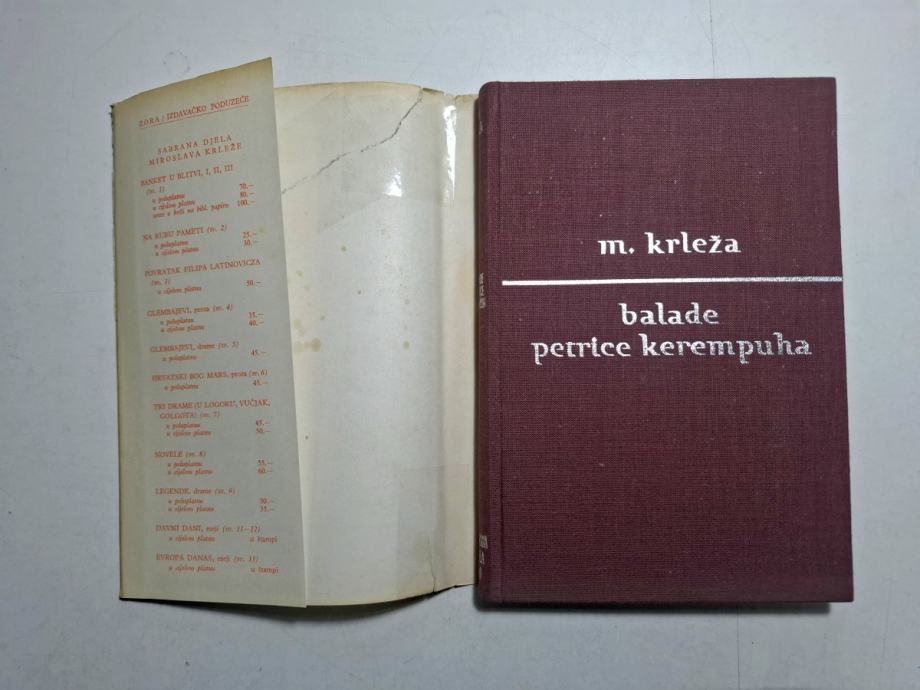 ZORA / IZDAVAČKO PODUZEĆE
SABRANA DJELA
MIROSLAVA KRLEŽE
BANKET U BLITVI, I, II, III
(sv. 1)
u poluplatnu 70.—
u cijelom platnu 80.—
uvez u koži na bibl. papiru 100.—
NA RUBU PAMETI (sv. 2)
u poluplatnu 25.—
u cijelom platnu 30.—
POVRATAK FILIPA LATINOVICZA
(sv. 3)
u cijelom platnu 50.—
GLEMBAJEVI, proza (sv. 4)
u poluplatnu 35.—
u cijelom platnu 40.—
GLEMBAJEVI, drame (sv. 5)
u poluplatnu 45.—
HRVATSKI BOG MARS, proza (sv. 6)
u poluplatnu 45.—
TRI DRAME (U LOGORU, VUČJAK,
GOLGOTA) (sv. 7)
u poluplatnu 45.—
u cijelom platnu 50.—
NOVELE (sv. 8)
u poluplatnu 55.—
u cijelom platnu 60.—
LEGENDE, drame (sv. 9)
u poluplatnu 30.—
u cijelom platnu 35.—
DAVNI DANI, eseji (sv. 11—12)
u cijelom platnu u štampi
EVROPA DANAS, eseji (sv. 13)
u cijelom platnu u štampi
m. krleža
balade
petrice kerempuha